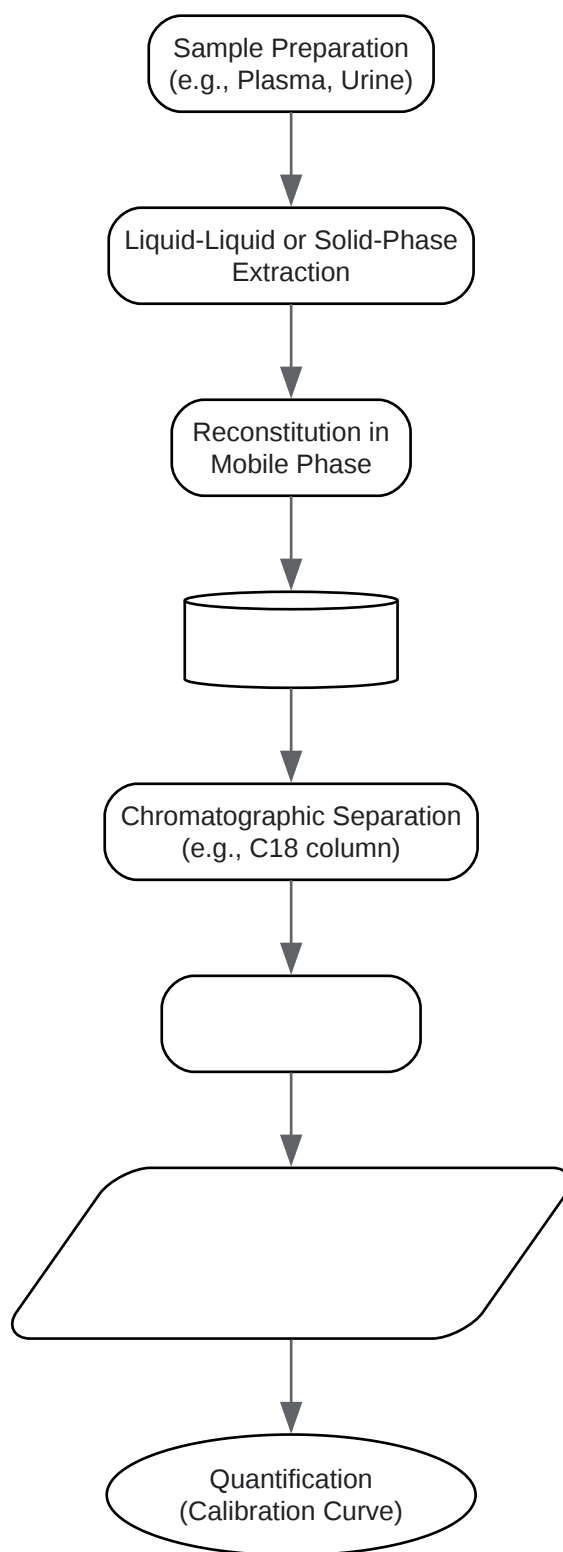 Sample Preparation
(e.g., Plasma, Urine)
Liquid-Liquid or Solid-Phase
Extraction
Reconstitution in
Mobile Phase
Chromatographic Separation
(e.g., C18 column)
Quantification
(Calibration Curve)